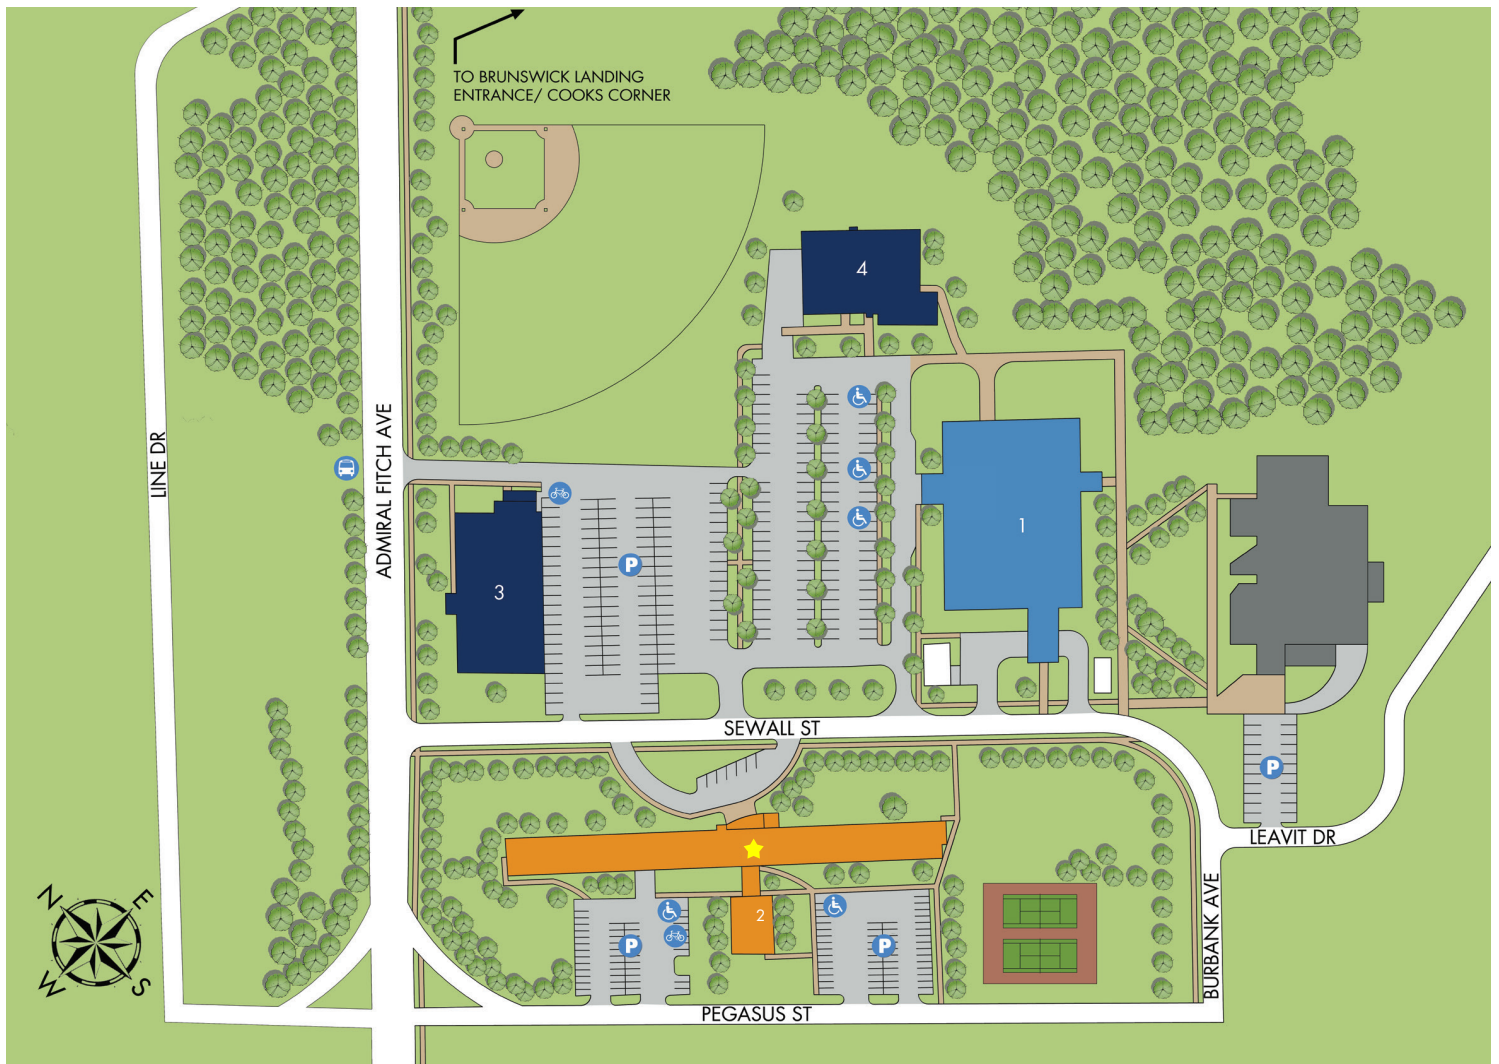 TO BRUNSWICK LANDING
ENTRANCE/ COOKS CORNER
4
LINE DR
ADMIRAL FITCH AVE
1
3
P
SEWALL ST
P
LEAVIT DR
2
P
P
BURBANK AVE
PEGASUS ST
N
E
W
S